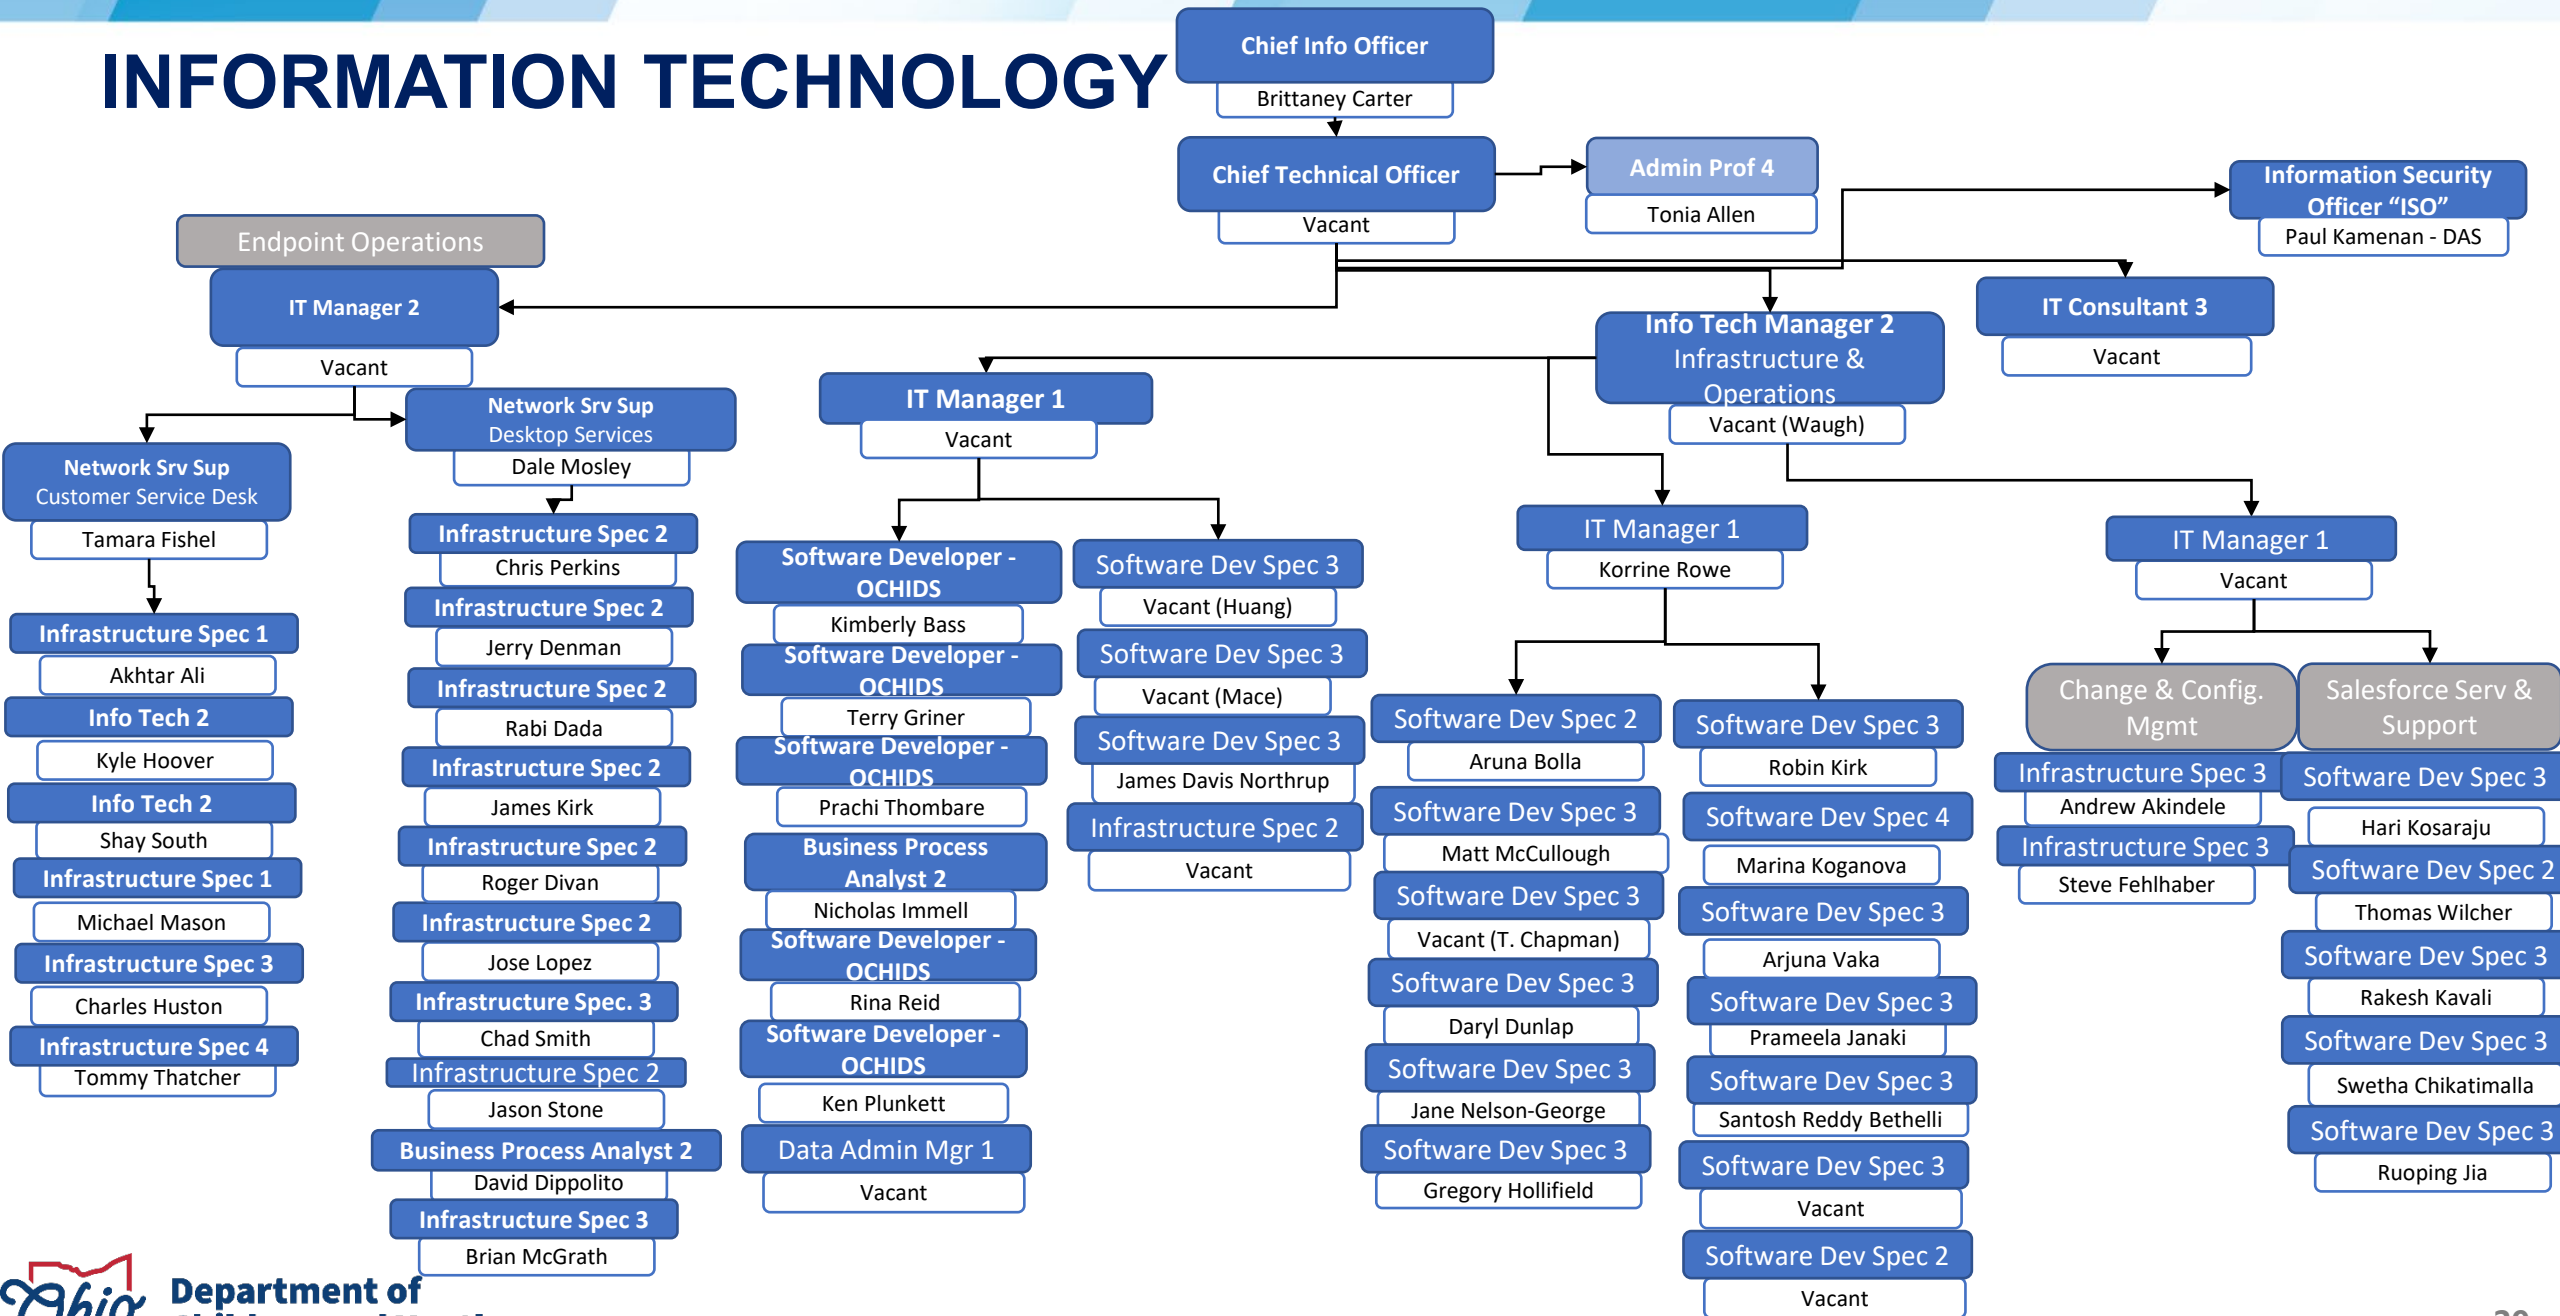 INFORMATION TECHNOLOGY
Chief Info Officer
Brittaney Carter
Chief Technical Officer
Vacant
Admin Prof 4
Tonia Allen
Information Security
Officer “ISO”
Paul Kamenan - DAS
Endpoint Operations
IT Manager 2
Vacant
IT Consultant 3
Vacant
Info Tech Manager 2
Infrastructure &
Operations
Vacant (Waugh)
Network Srv Sup
Customer Service Desk
Tamara Fishel
Infrastructure Spec 1
Akhtar Ali
Info Tech 2
Kyle Hoover
Info Tech 2
Shay South
Infrastructure Spec 1
Michael Mason
Infrastructure Spec 3
Charles Huston
Infrastructure Spec 4
Tommy Thatcher
Network Srv Sup
Desktop Services
Dale Mosley
Infrastructure Spec 2
Chris Perkins
Infrastructure Spec 2
Jerry Denman
Infrastructure Spec 2
Rabi Dada
Infrastructure Spec 2
James Kirk
Infrastructure Spec 2
Roger Divan
Infrastructure Spec 2
Jose Lopez
Infrastructure Spec. 3
Chad Smith
Infrastructure Spec 2
Jason Stone
Business Process Analyst 2
David Dippolito
Infrastructure Spec 3
Brian McGrath
IT Manager 1
Vacant
Software Developer -
OCHIDS
Kimberly Bass
Software Developer -
OCHIDS
Terry Griner
Software Developer -
OCHIDS
Prachi Thombare
Business Process
Analyst 2
Nicholas Immell
Software Developer -
OCHIDS
Rina Reid
Software Developer -
OCHIDS
Ken Plunkett
Data Admin Mgr 1
Vacant
Software Dev Spec 3
Vacant (Huang)
Software Dev Spec 3
Vacant (Mace)
Software Dev Spec 3
James Davis Northrup
Infrastructure Spec 2
Vacant
IT Manager 1
Korrine Rowe
Software Dev Spec 2
Aruna Bolla
Software Dev Spec 3
Matt McCullough
Software Dev Spec 3
Vacant (T. Chapman)
Software Dev Spec 3
Daryl Dunlap
Software Dev Spec 3
Jane Nelson-George
Software Dev Spec 3
Gregory Hollifield
Software Dev Spec 3
Robin Kirk
Software Dev Spec 4
Marina Koganova
Software Dev Spec 3
Arjuna Vaka
Software Dev Spec 3
Prameela Janaki
Software Dev Spec 3
Santosh Reddy Bethelli
Software Dev Spec 3
Vacant
Software Dev Spec 2
Vacant
IT Manager 1
Vacant
Change & Config.
Mgmt
Infrastructure Spec 3
Andrew Akindele
Infrastructure Spec 3
Steve Fehlhaber
Salesforce Serv &
Support
Software Dev Spec 3
Hari Kosaraju
Software Dev Spec 2
Thomas Wilcher
Software Dev Spec 3
Rakesh Kavali
Software Dev Spec 3
Swetha Chikatimalla
Software Dev Spec 3
Ruoping Jia
Ohio
Department of